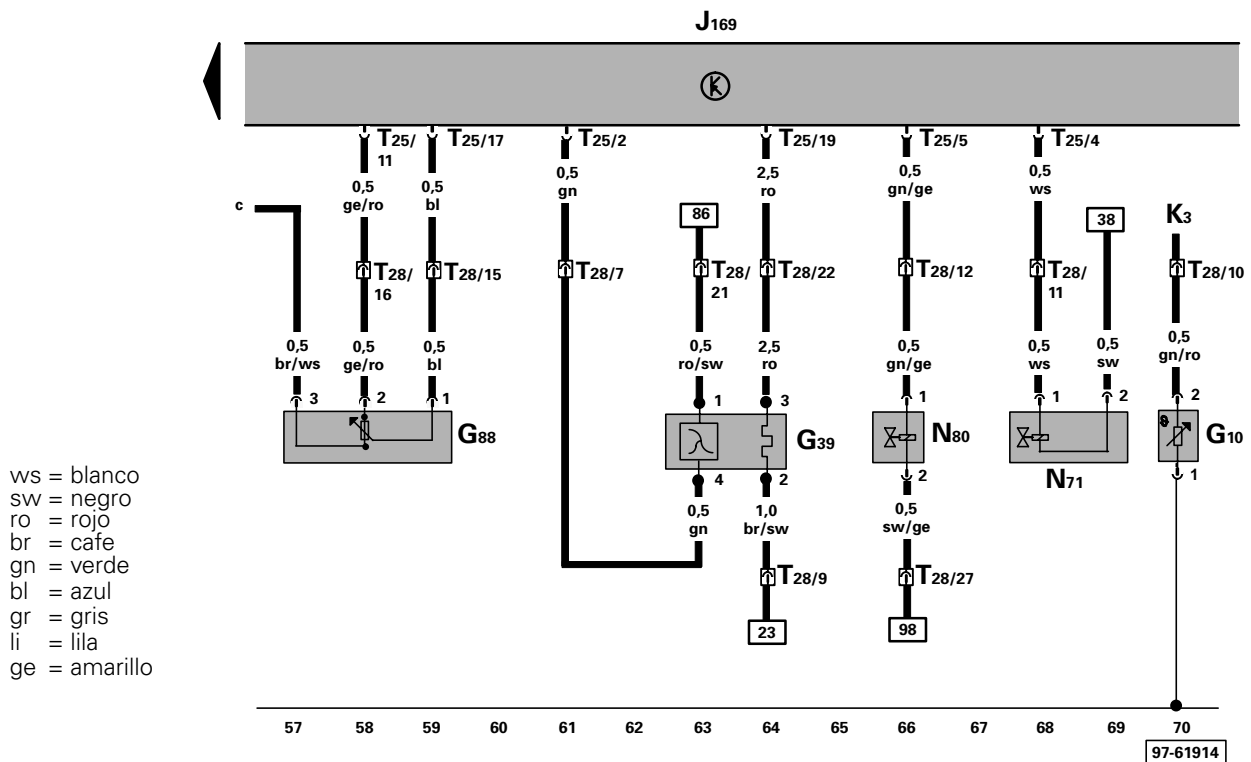 J169
T25/11 T25/17 T25/2 T25/19 T25/5 T25/4
0,5 ge/ro
0,5 bl
0,5 gn
2,5 ro
0,5 gn/ge
0,5 ws
c
86
38
K3
T28/16 T28/15 T28/7 T28/21 T28/22 T28/12 T28/11 T28/10
0,5 br/ws
0,5 ge/ro
0,5 bl
0,5 ro/sw
2,5 ro
0,5 gn/ge
0,5 ws
0,5 sw
0,5 gn/ro
3 2 1 1 3 1 1 2 2
G88 G39 N80 N71 G10
4 2 2 1
0,5 gn
1,0 br/sw
0,5 sw/ge
T28/9 T28/27
23 98
ws = blanco
sw = negro
ro = rojo
br = cafe
gn = verde
bl = azul
gr = gris
li = lila
ge = amarillo
57 58 59 60 61 62 63 64 65 66 67 68 69 70
97-61914